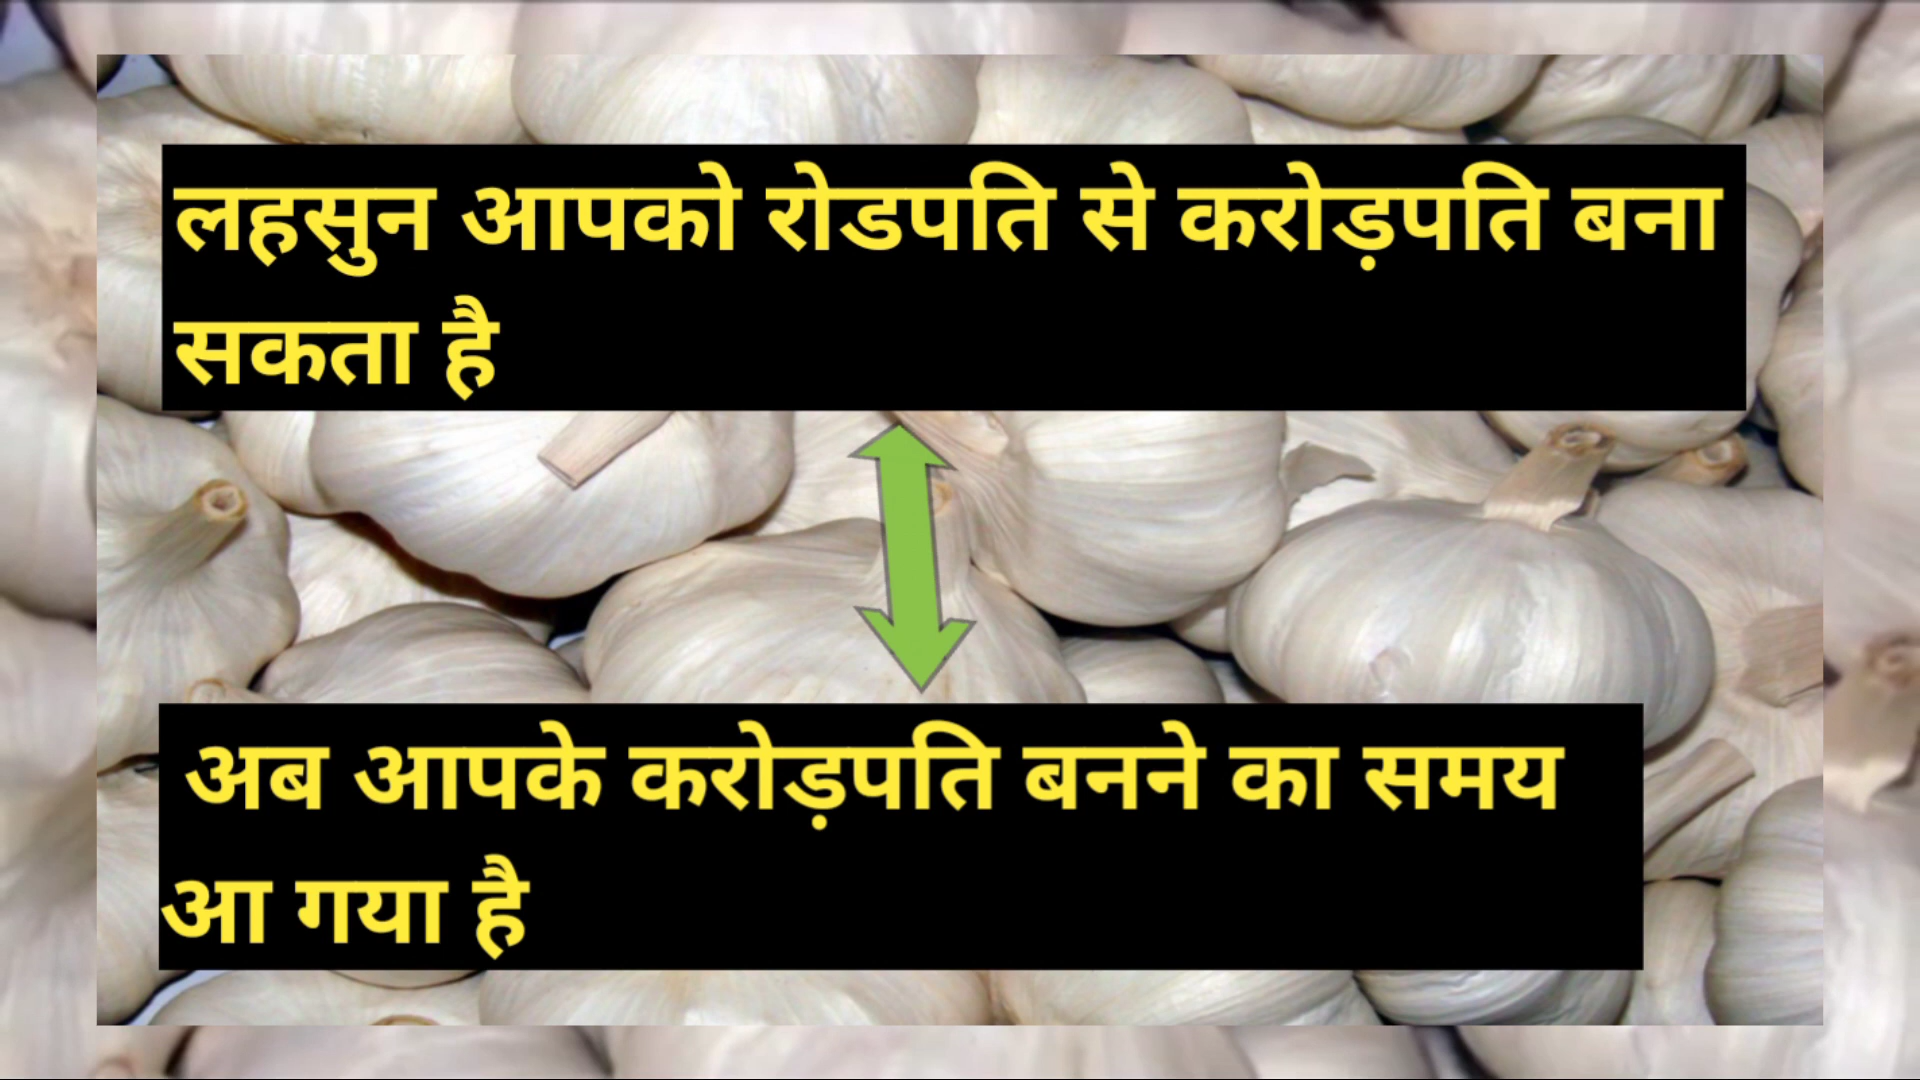 लहसुन आपको रोडपति से करोड़पति बना
सकता है
अब आपके करोड़पति बनने का समय
आ गया है